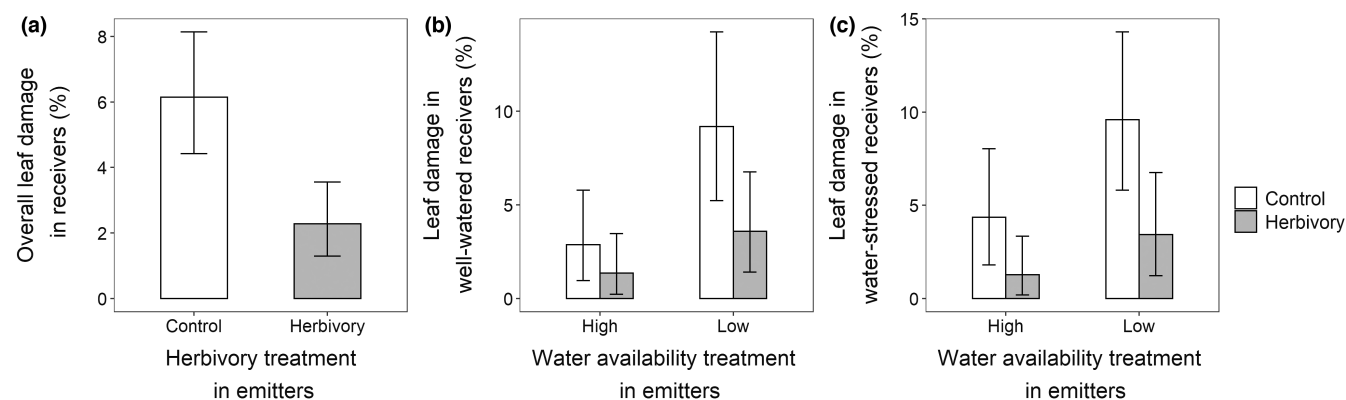 (a)
Overall leaf damage
in receivers (%)
8
6
4
2
0
Control
Herbivory
Herbivory treatment
in emitters
(b)
Leaf damage in
well-watered receivers (%)
10
5
0
High
Low
Water availability treatment
in emitters
(c)
Leaf damage in
water-stressed receivers (%)
15
10
5
0
High
Low
Water availability treatment
in emitters
Control
Herbivory